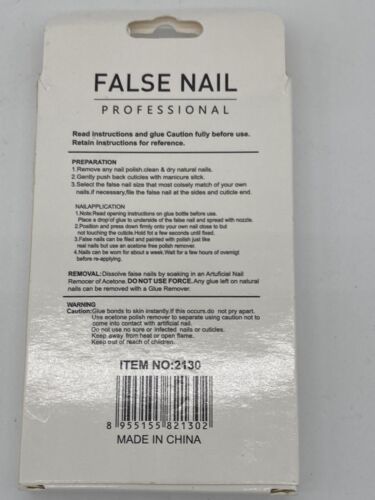 FALSE NAIL
PROFESSIONAL
Read instructions and glue Caution fully before use.
Retain instructions for reference.
PREPARATION
1.Remove any nail polish.clean & dry natural nails.
2.Gently push back cuticles with manicure slick.
3.Select the false nail size that most colsely match of your own
nails.if necessary,file the false nail at the sides and cuticle end.
NAILAPPLICATION
1.Note:Read opening instructions on glue bottle before use.
Place a drop of glue to underside of the false nail and spread with nozzle.
2.Position and press down firmly onto your own nail close to but
not touching the cuticle.Hold for a few seconds until fixed.
3.False nails can be filed and painted with polish just like
real nails but use an acetone free polish remover.
4.Nails can be worn for about a week.Wait for a few hours of overnight
before re-applying.
REMOVAL:Dissolve false nails by soaking in an Artuficial Nail
Remocer of Acetone.DO NOT USE FORCE.Any glue left on natural
nails can be removed with a Glue Remover.
WARNING
Caution:Glue bonds to skin instantly.If this occurs.do not pry apart.
Use acetone polish remover to separate using caution not to
come into contact with artificial nail.
Do not use no sore or infected nails or cuticles.
Keep away from heat or open flame.
Keep out of reach of children.
ITEM NO:2130
8 955155 821302
MADE IN CHINA